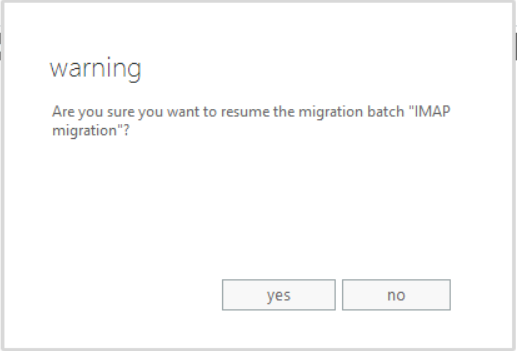 warning
Are you sure you want to resume the migration batch "IMAP
migration"?
yes
no